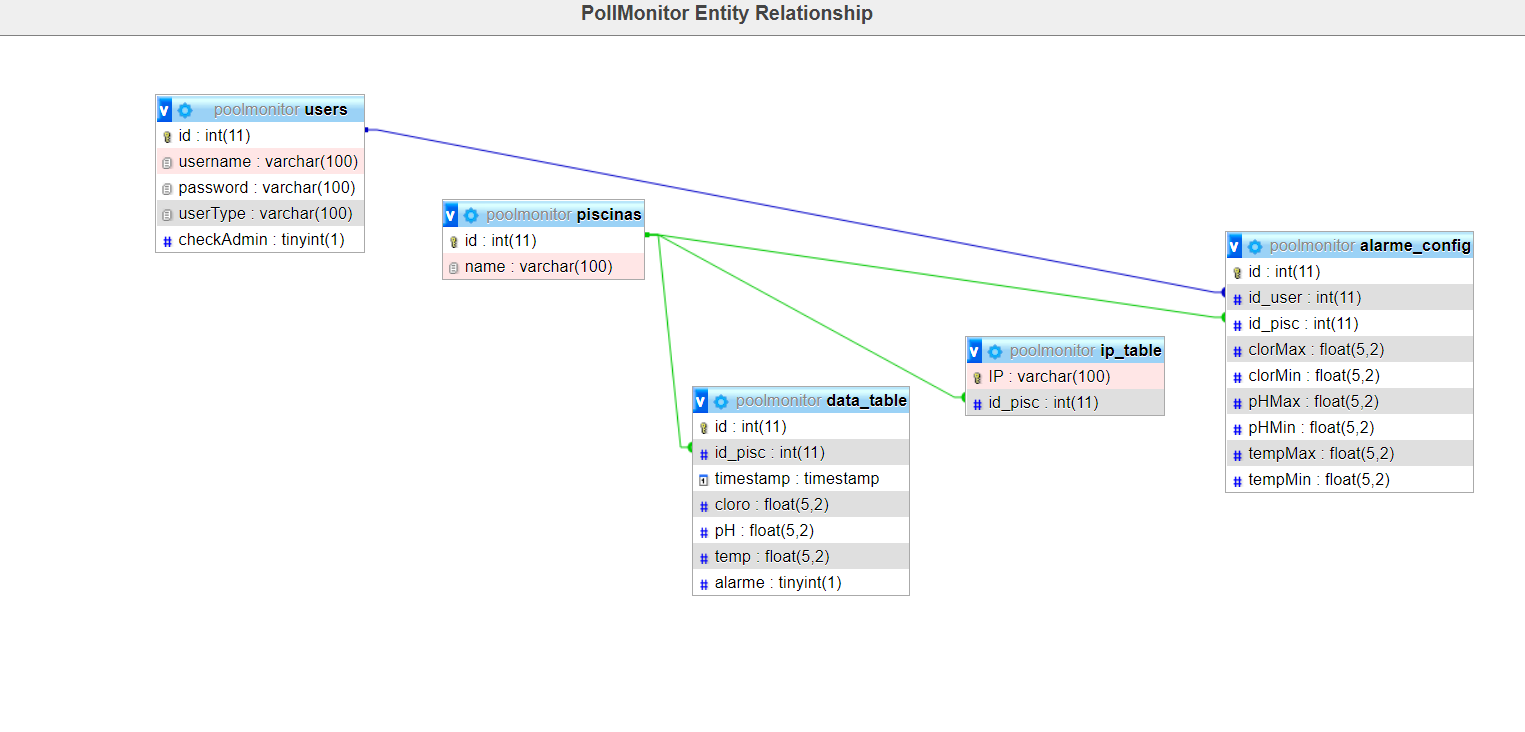 PollMonitor Entity Relationship
v poolmonitor users
id : int(11)
username : varchar(100)
password : varchar(100)
userType : varchar(100)
# checkAdmin : tinyint(1)
v poolmonitor piscinas
id : int(11)
name : varchar(100)
v poolmonitor data_table
id : int(11)
# id_pisc : int(11)
timestamp : timestamp
# cloro : float(5,2)
# pH : float(5,2)
# temp : float(5,2)
# alarme : tinyint(1)
v poolmonitor ip_table
IP : varchar(100)
# id_pisc : int(11)
v poolmonitor alarme_config
id : int(11)
# id_user : int(11)
# id_pisc : int(11)
# clorMax : float(5,2)
# clorMin : float(5,2)
# pHMax : float(5,2)
# pHMin : float(5,2)
# tempMax : float(5,2)
# tempMin : float(5,2)